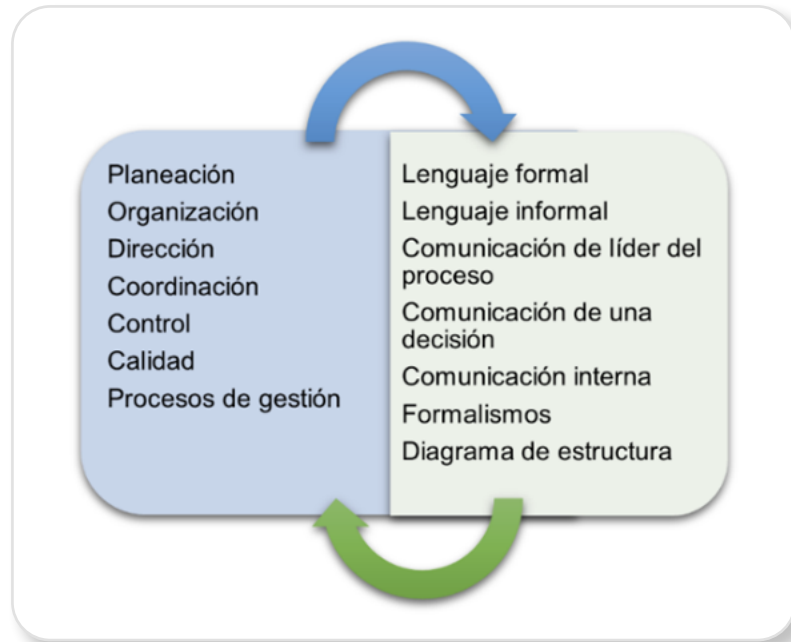 Planeación
Organización
Dirección
Coordinación
Control
Calidad
Procesos de gestión
Lenguaje formal
Lenguaje informal
Comunicación de líder del
proceso
Comunicación de una
decisión
Comunicación interna
Formalismos
Diagrama de estructura